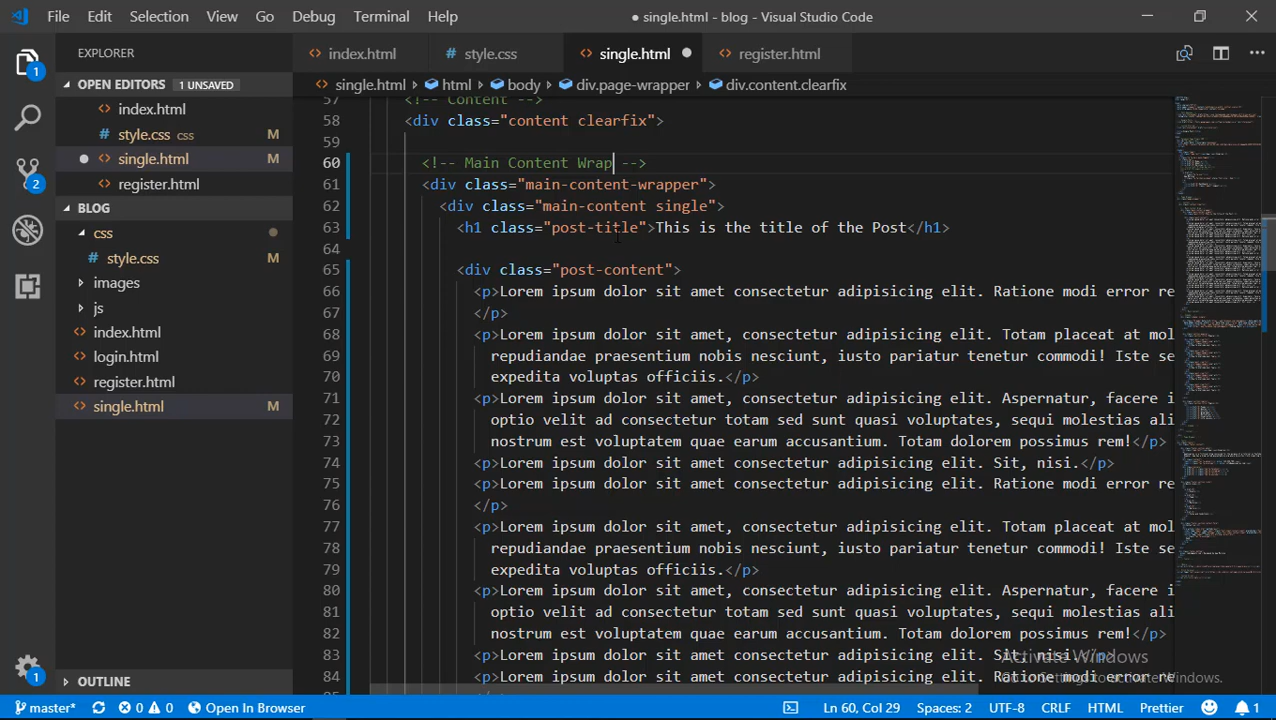 File Edit Selection View Go Debug Terminal Help
● single.html - blog - Visual Studio Code
EXPLORER
OPEN EDITORS 1 UNSAVED
index.html
style.css css M
single.html M
register.html
BLOG
css
style.css
images
js
index.html
login.html
register.html
single.html M
OUTLINE
1
2
1
index.html style.css single.html register.html
single.html > html > body > div.page-wrapper > div.content.clearfix
57 <!-- Content -->
58 <div class="content clearfix">
59
60 <!-- Main Content Wrap -->
61 <div class="main-content-wrapper">
62 <div class="main-content single">
63 <h1 class="post-title">This is the title of the Post</h1>
64
65 <div class="post-content">
66 <p>Lorem ipsum dolor sit amet consectetur adipisicing elit. Ratione modi error re
67 </p>
68 <p>Lorem ipsum dolor sit amet, consectetur adipisicing elit. Totam placeat at mol
69 repudiandae praesentium nobis nesciunt, iusto pariatur tenetur commodi! Iste se
70 expedita voluptas officiis.</p>
71 <p>Lorem ipsum dolor sit amet consectetur adipisicing elit. Aspernatur, facere i
72 optio velit ad consectetur totam sed sunt quasi voluptates, sequi molestias ali
73 nostrum est voluptatem quae earum accusantium. Totam dolorem possimus rem!</p>
74 <p>Lorem ipsum dolor sit amet consectetur adipisicing elit. Sit, nisi.</p>
75 <p>Lorem ipsum dolor sit amet consectetur adipisicing elit. Ratione modi error re
76 </p>
77 <p>Lorem ipsum dolor sit amet, consectetur adipisicing elit. Totam placeat at mol
78 repudiandae praesentium nobis nesciunt, iusto pariatur tenetur commodi! Iste se
79 expedita voluptas officiis.</p>
80 <p>Lorem ipsum dolor sit amet consectetur adipisicing elit. Aspernatur, facere i
81 optio velit ad consectetur totam sed sunt quasi voluptates, sequi molestias ali
82 nostrum est voluptatem quae earum accusantium. Totam dolorem possimus rem!</p>
83 <p>Lorem ipsum dolor sit amet consectetur adipisicing elit. Sit, nisi.</p>
84 <p>Lorem ipsum dolor sit amet consectetur adipisicing elit. Ratione modi error re
Activate Windows
Go to Settings to activate Windows.
master* 0 0 Open In Browser Ln 60, Col 29 Spaces: 2 UTF-8 CRLF HTML Prettier 1